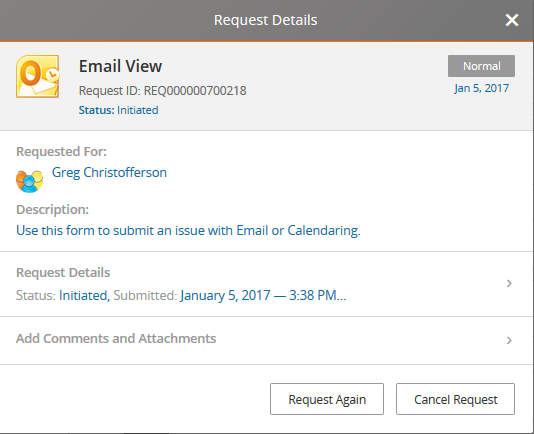 Request Details
Email View
Normal
Request ID: REQ000000700218
Jan 5, 2017
Status: Initiated
Requested For:
Greg Christofferson
Description:
Use this form to submit an issue with Email or Calendaring.
Request Details
Status: Initiated, Submitted: January 5, 2017 — 3:38 PM...
Add Comments and Attachments
Request Again
Cancel Request